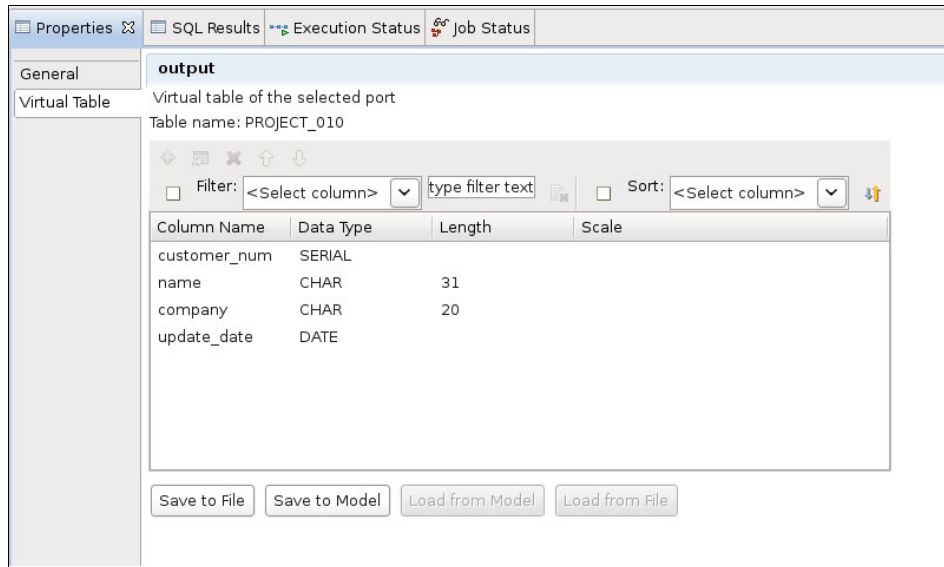 Properties SQL Results Execution Status Job Status
General
Virtual Table
output
Virtual table of the selected port
Table name: PROJECT_010
Filter: <Select column> type filter text Sort: <Select column>
Column Name Data Type Length Scale
customer_num SERIAL
name CHAR 31
company CHAR 20
update_date DATE
Save to File Save to Model Load from Model Load from File